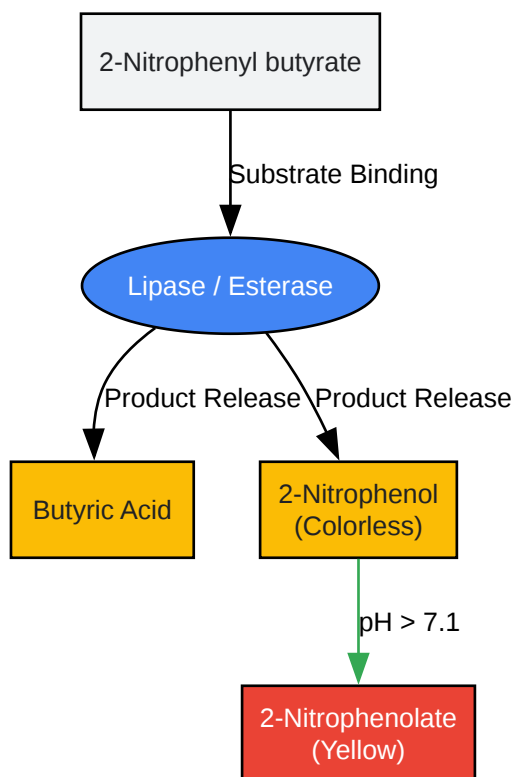 2-Nitrophenyl butyrate
Substrate Binding
Lipase / Esterase
Product Release
Product Release
Butyric Acid
2-Nitrophenol
(Colorless)
pH > 7.1
2-Nitrophenolate
(Yellow)